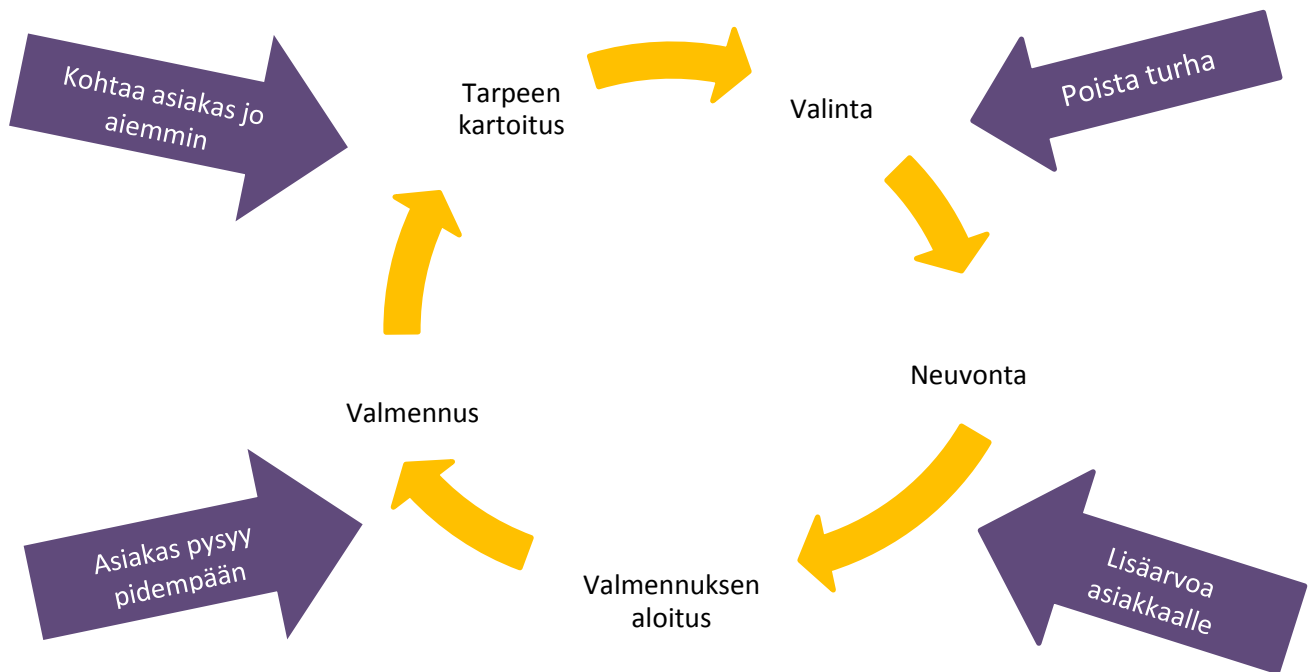 Kohtaa asiakas jo
aiemmin
Tarpeen
kartoitus
Valinta
Poista turha
Neuvonta
Valmennus
Asiakas pysyy
pidempään
Valmennuksen
aloitus
Lisäarvoa
asiakkaalle